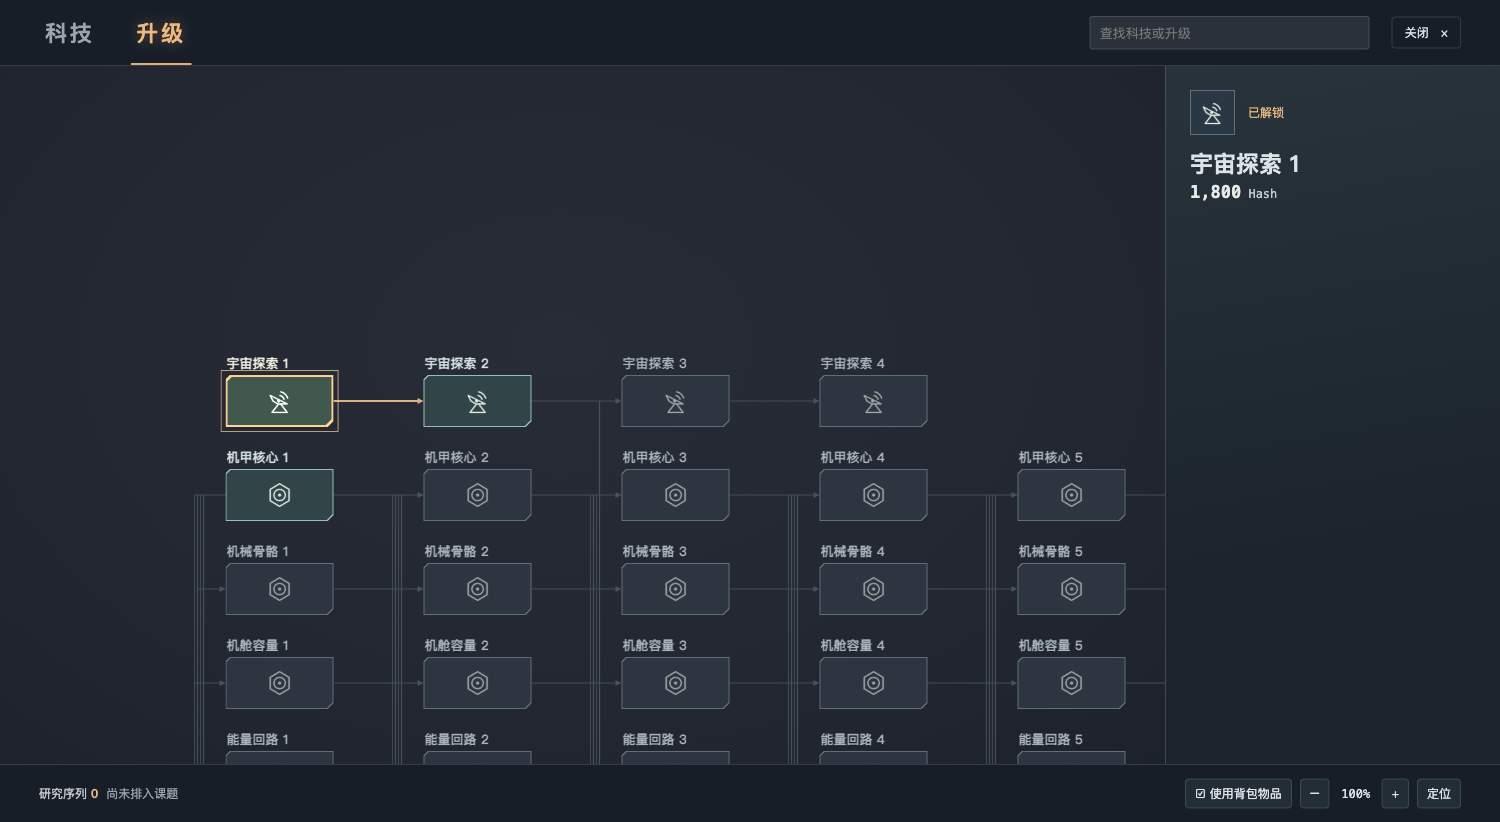 科技 升级 查找科技或升级 关闭 ×
已解锁
宇宙探索 1
1,800 Hash
宇宙探索 1 宇宙探索 2 宇宙探索 3 宇宙探索 4
机甲核心 1 机甲核心 2 机甲核心 3 机甲核心 4 机甲核心 5
机械骨骼 1 机械骨骼 2 机械骨骼 3 机械骨骼 4 机械骨骼 5
机舱容量 1 机舱容量 2 机舱容量 3 机舱容量 4 机舱容量 5
能量回路 1 能量回路 2 能量回路 3 能量回路 4 能量回路 5
研究序列 0 尚未排入课题 使用背包物品 − 100% + 定位